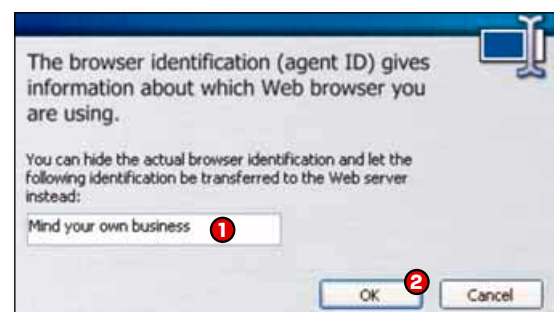 The browser identification (agent ID) gives
information about which Web browser you
are using.
You can hide the actual browser identification and let the
following identification be transferred to the Web server
instead:
Mind your own business 1
OK 2 Cancel